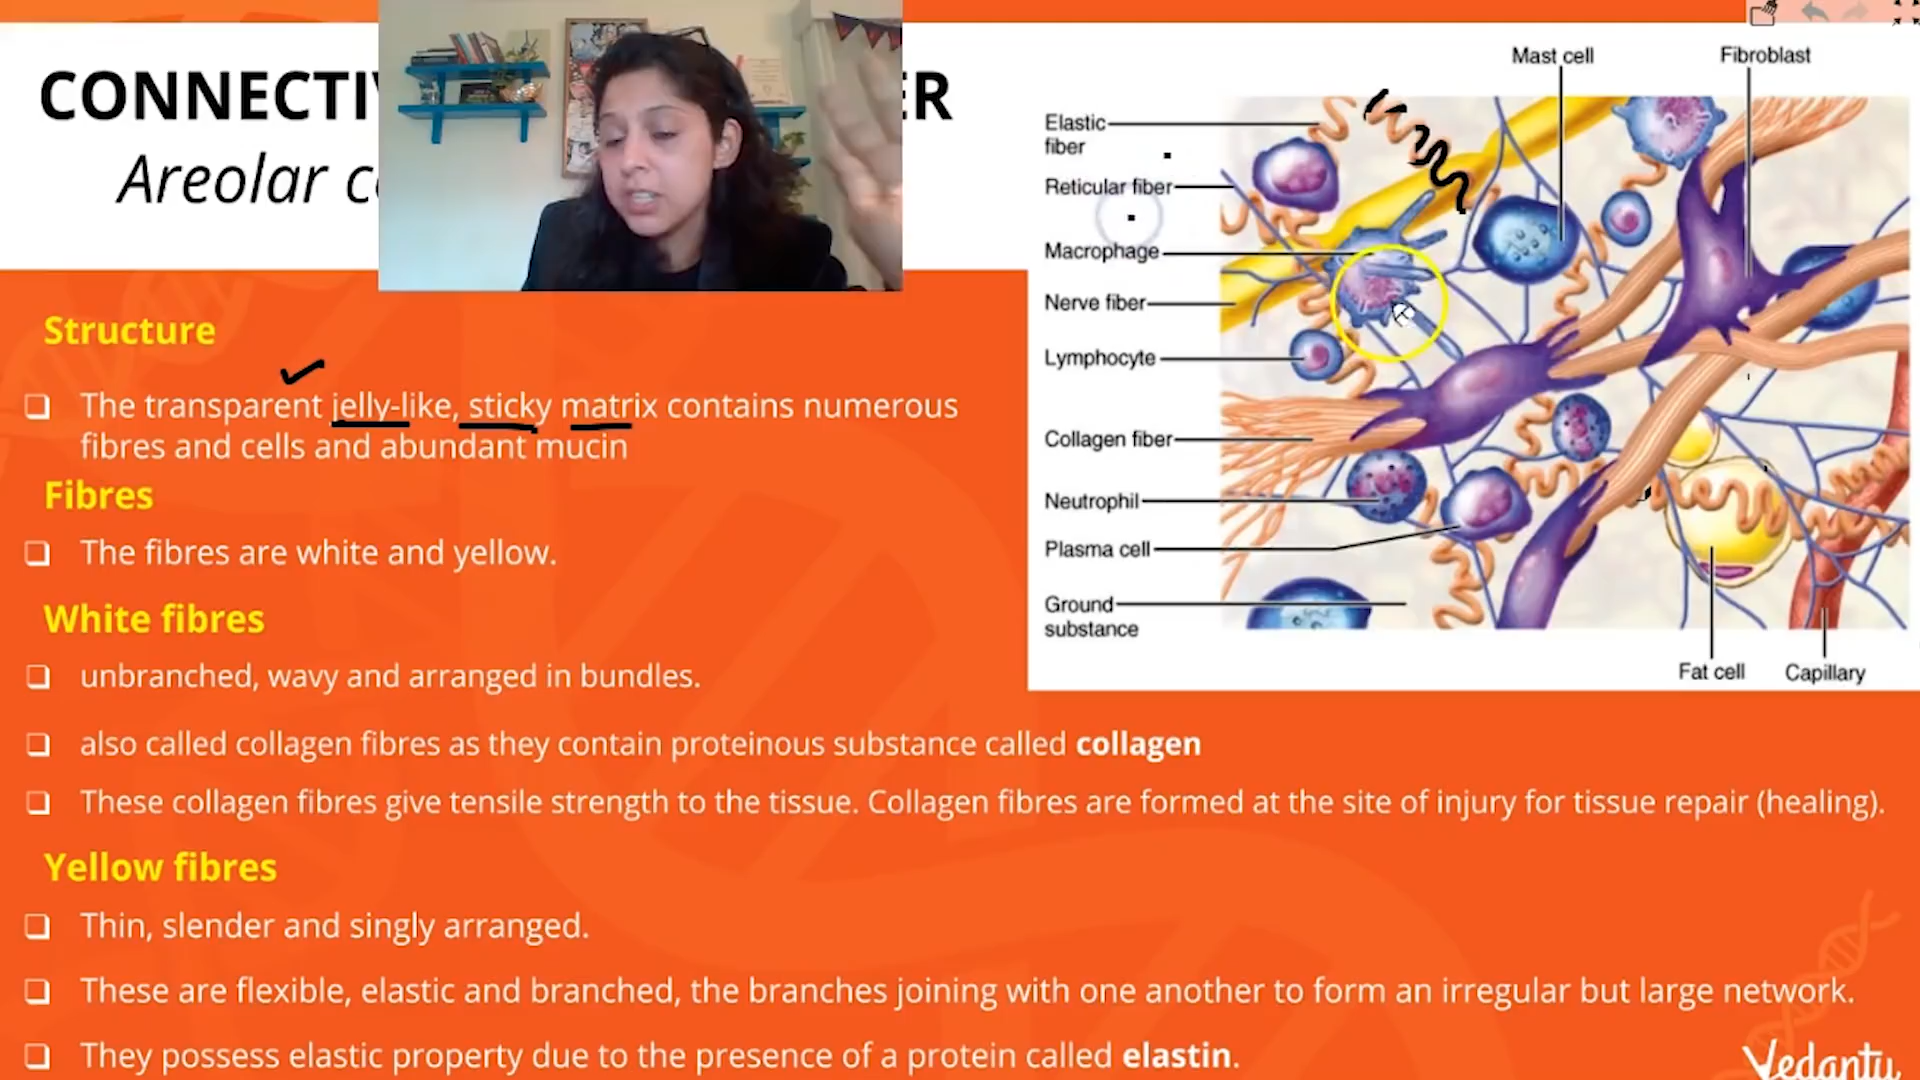 CONNECTI ER
Areolar c
Structure
The transparent jelly-like, sticky matrix contains numerous
fibres and cells and abundant mucin
Fibres
The fibres are white and yellow.
White fibres
unbranched, wavy and arranged in bundles.
also called collagen fibres as they contain proteinous substance called collagen
These collagen fibres give tensile strength to the tissue. Collagen fibres are formed at the site of injury for tissue repair (healing).
Yellow fibres
Thin, slender and singly arranged.
These are flexible, elastic and branched, the branches joining with one another to form an irregular but large network.
They possess elastic property due to the presence of a protein called elastin.
Mast cell
Fibroblast
Elastic
fiber
Reticular fiber
Macrophage
Nerve fiber
Lymphocyte
Collagen fiber
Neutrophil
Plasma cell
Ground
substance
Fat cell
Capillary
Vedantu